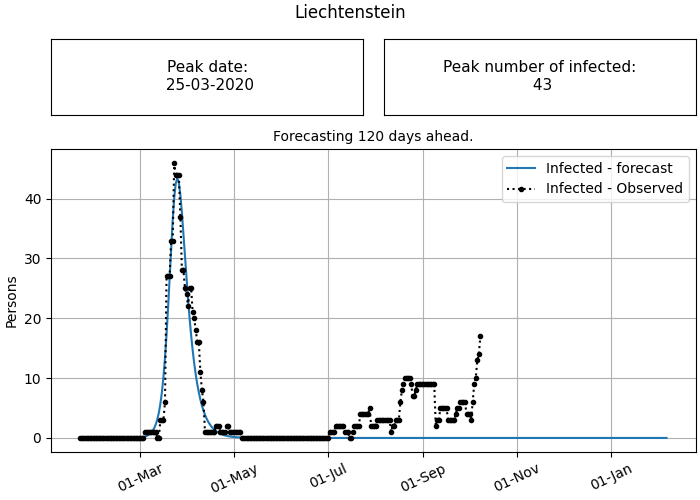 Liechtenstein
Peak date:
25-03-2020
Peak number of infected:
43
Forecasting 120 days ahead.
Infected - forecast
Infected - Observed
Persons
40
30
20
10
0
01-Mar
01-May
01-Jul
01-Sep
01-Nov
01-Jan